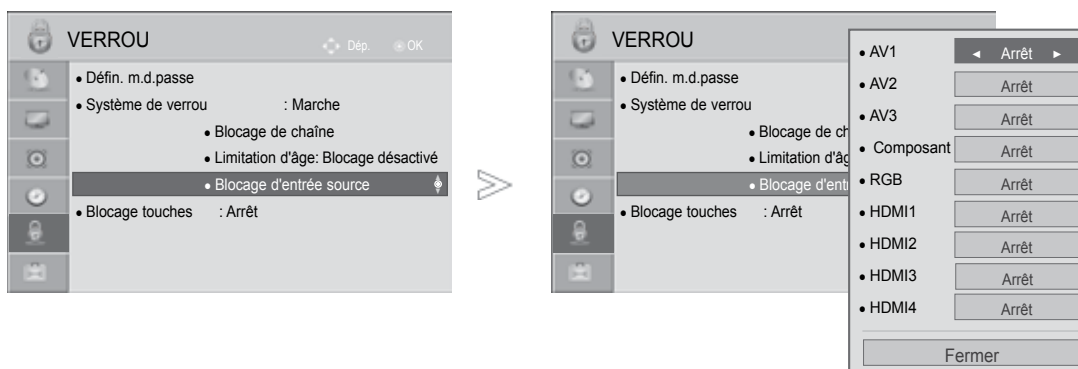 VERROU
Dép.
OK
• Défin. m.d.passe
• Système de verrou : Marche
• Blocage de chaîne
• Limitation d'âge: Blocage désactivé
• Blocage d'entrée source
• Blocage touches : Arrêt
VERROU
• Défin. m.d.passe
• Système de verrou
• Blocage de ch
• Limitation d'âg
• Blocage d'ent
• Blocage touches : Arrêt
• AV1 ◄ Arrêt ►
• AV2 Arrêt
• AV3 Arrêt
• Composant Arrêt
• RGB Arrêt
• HDMI1 Arrêt
• HDMI2 Arrêt
• HDMI3 Arrêt
• HDMI4 Arrêt
Fermer